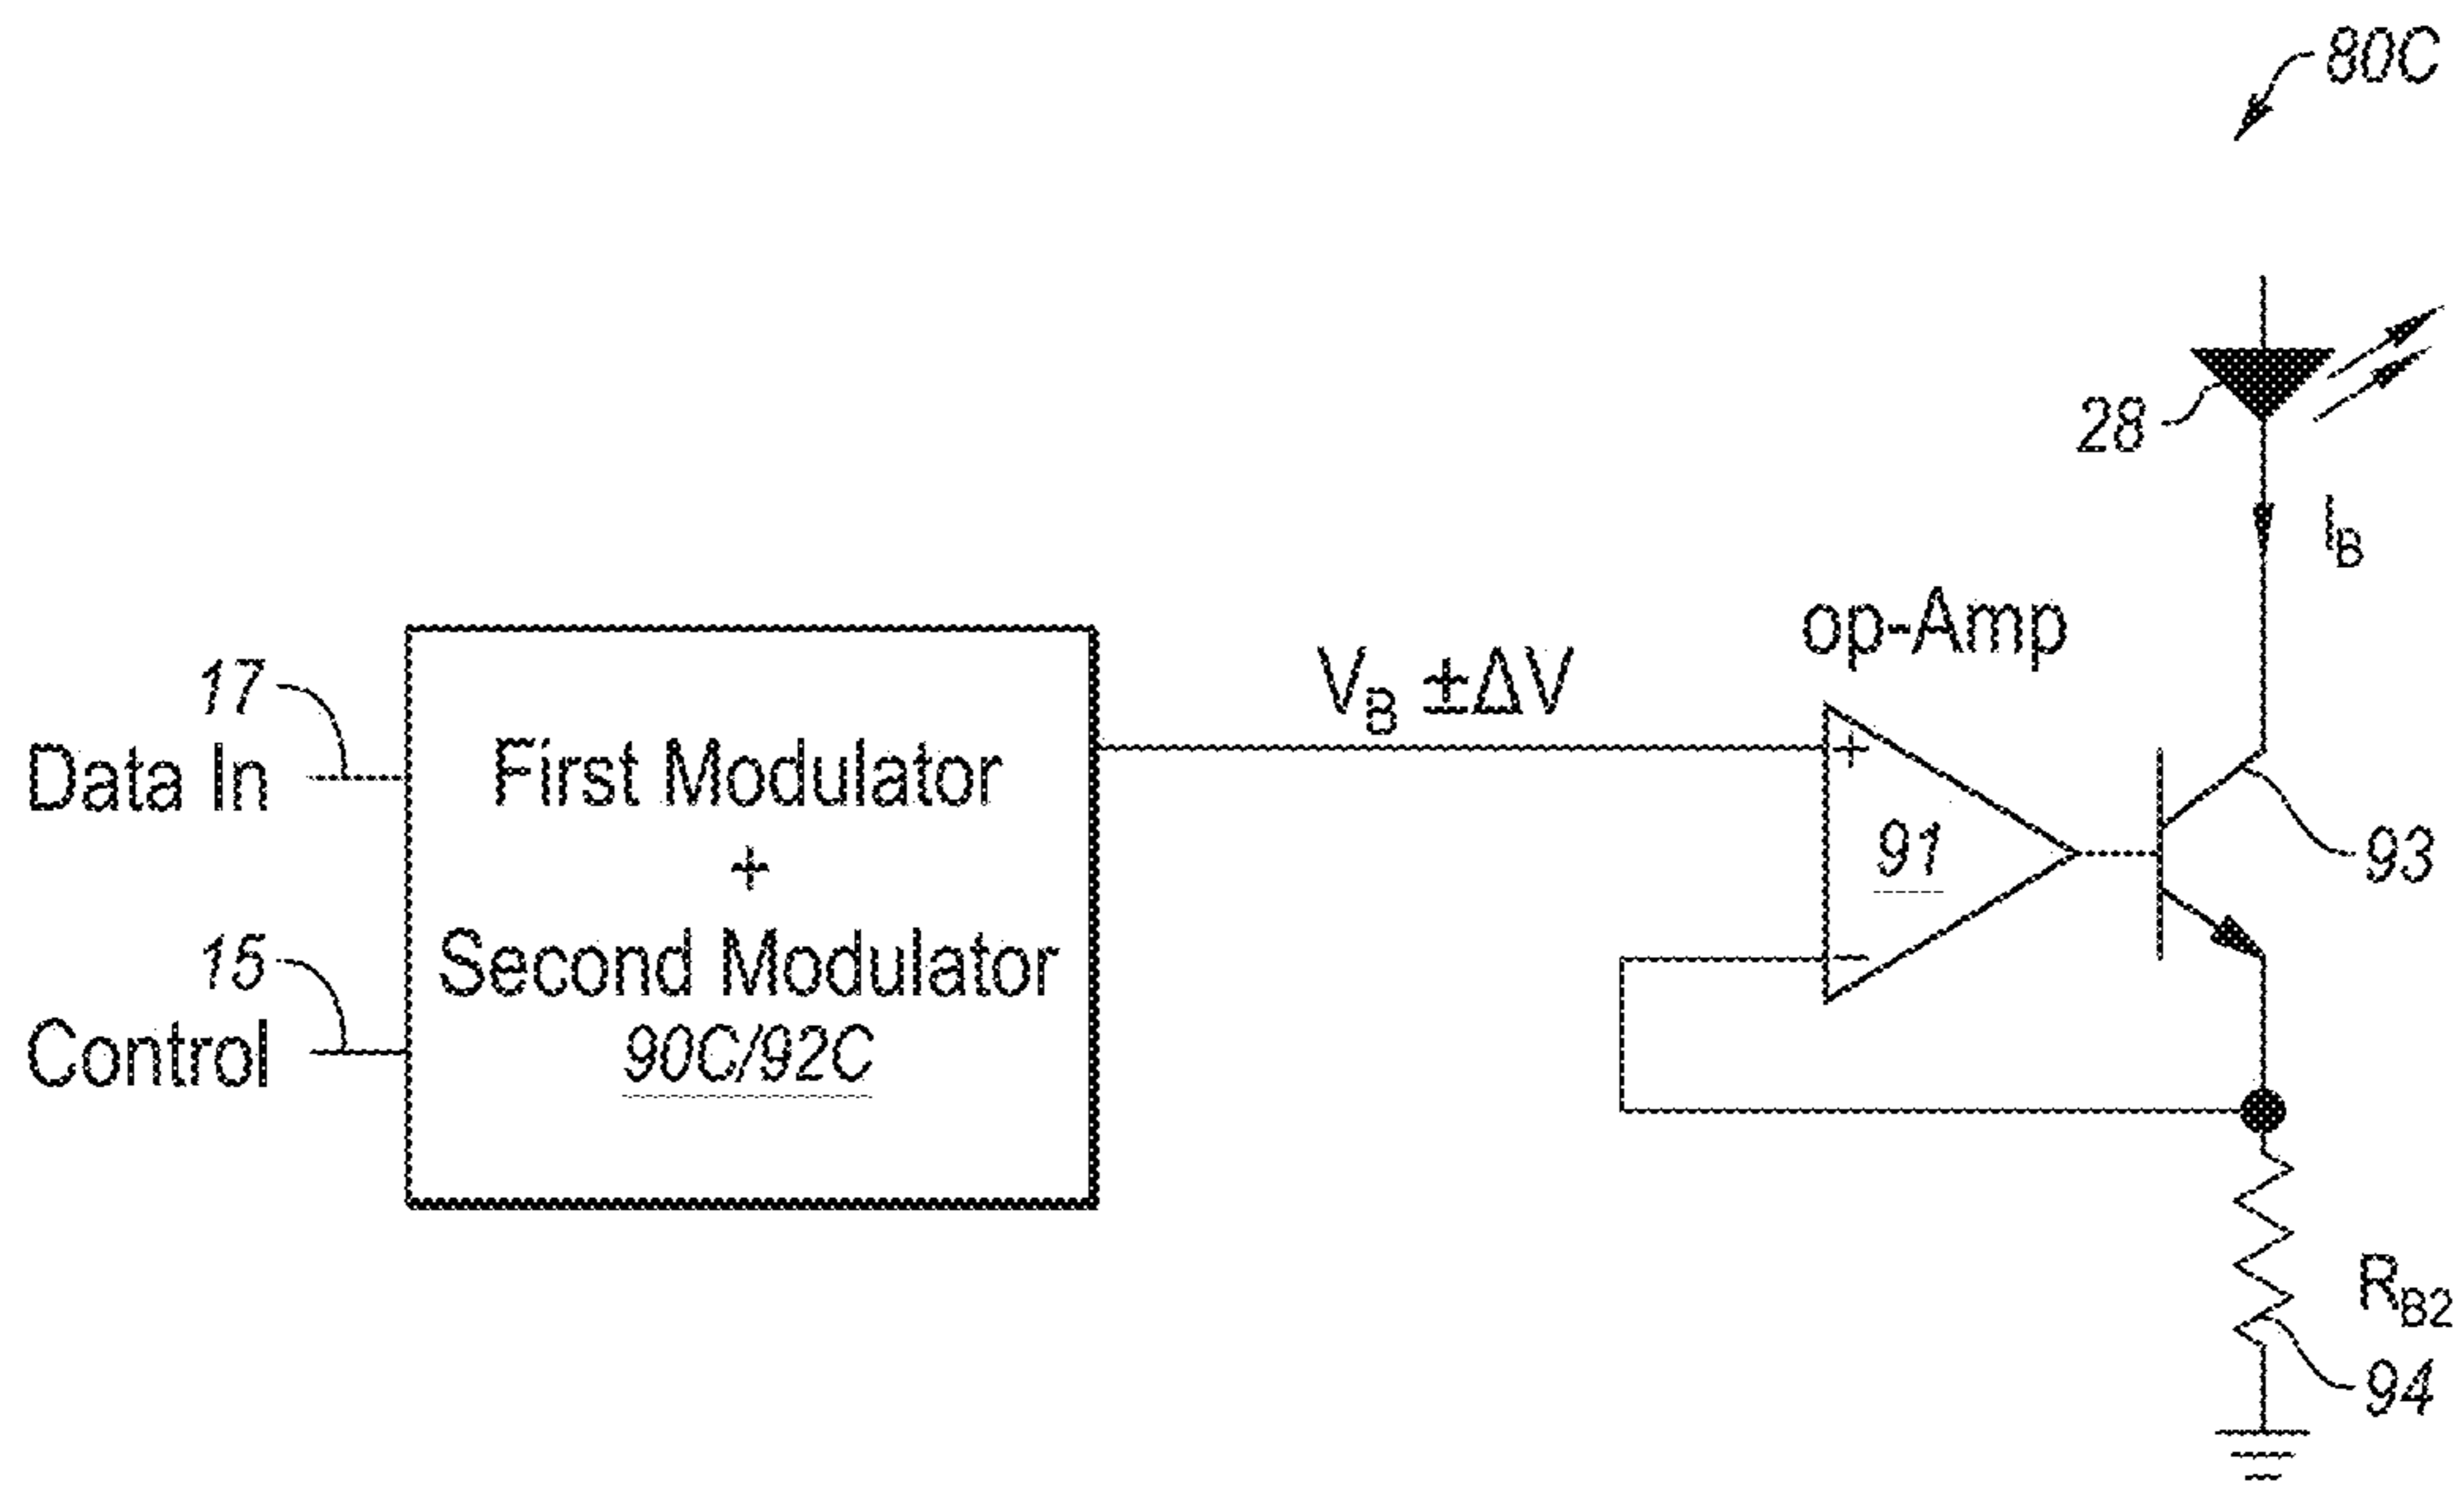 80C
28
I_B
op-Amp
V_B ±ΔV
17
Data In
First Modulator
+
Second Modulator
90C/92C
15
Control
+
91
−
93
R_B2
94